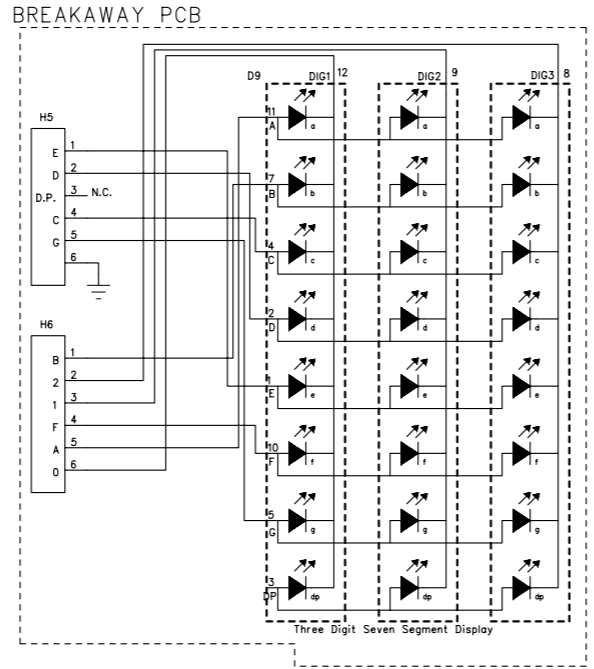 BREAKAWAY PCB
D9 DIG1 12 DIG2 9 DIG3 8
H5
E 1
D 2
D.P. 3 N.C.
C 4
G 5
6
H6
B 1
2 2
1 3
F 4
A 5
0 6
11 A a a a
7 B b b b
4 C c c c
2 D d d d
1 E e e e
10 F f f f
5 G g g g
3 DP dp dp dp
Three Digit Seven Segment Display